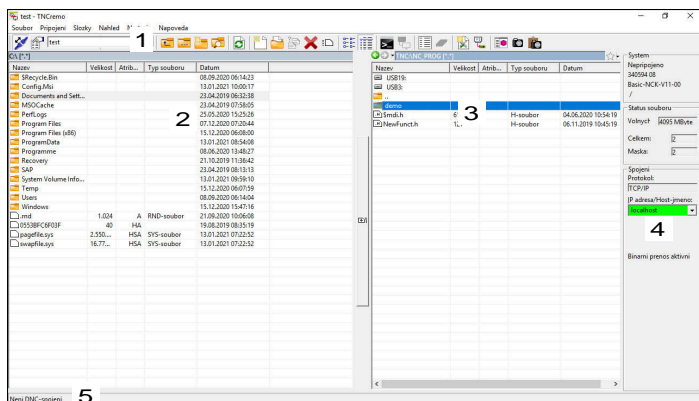 test - TNCremo
Soubor Pripojeni Slozky Nahled Napoveda
test
1
C:\ [*.*]
Nazev Velikost Atrib... Typ souboru Datum
$Recycle.Bin 08.09.2020 06:14:23
Config.Msi 13.01.2021 10:00:17
Documents and Sett... 23.04.2019 06:32:38
MSOCache 23.04.2019 07:58:05
PerfLogs 25.05.2020 15:25:26
Program Files 07.12.2020 07:20:44
Program Files (x86) 15.12.2020 06:08:00
ProgramData 13.01.2021 08:54:08
Programme 08.06.2020 13:48:27
Recovery 21.10.2019 11:36:42
SAP 23.04.2019 08:13:13
System Volume Info... 13.01.2021 09:59:10
Temp 15.12.2020 06:07:59
Users 08.09.2020 06:14:04
Windows 15.12.2020 15:47:16
.rnd 1.024 A RND-soubor 21.09.2020 10:06:08
0553BFC6F03F 40 HA 19.08.2019 08:35:19
pagefile.sys 2.550.... HSA SYS-soubor 13.01.2021 07:22:52
swapfile.sys 16.77... HSA SYS-soubor 13.01.2021 07:22:52
2
TNC:\NC_PROG [*.*]
Nazev Velikost Atrib... Typ souboru Datum
USB19:
USB3:
..
demo
$mdi.h 6 H-soubor 04.06.2020 10:54:19
NewFunct.h H-soubor 06.11.2019 10:45:19
3
System
Nepripojeno
340594 08
Basic-NCK-V11-00
/
Status souboru
Volnych 4095 MByte
Celkem: 2
Maska: 2
Spojeni
Protokol:
TCP/IP
IP adresa/Host-jmeno:
localhost
4
Binarni prenos aktivni
Neni DNC-spojeni
5